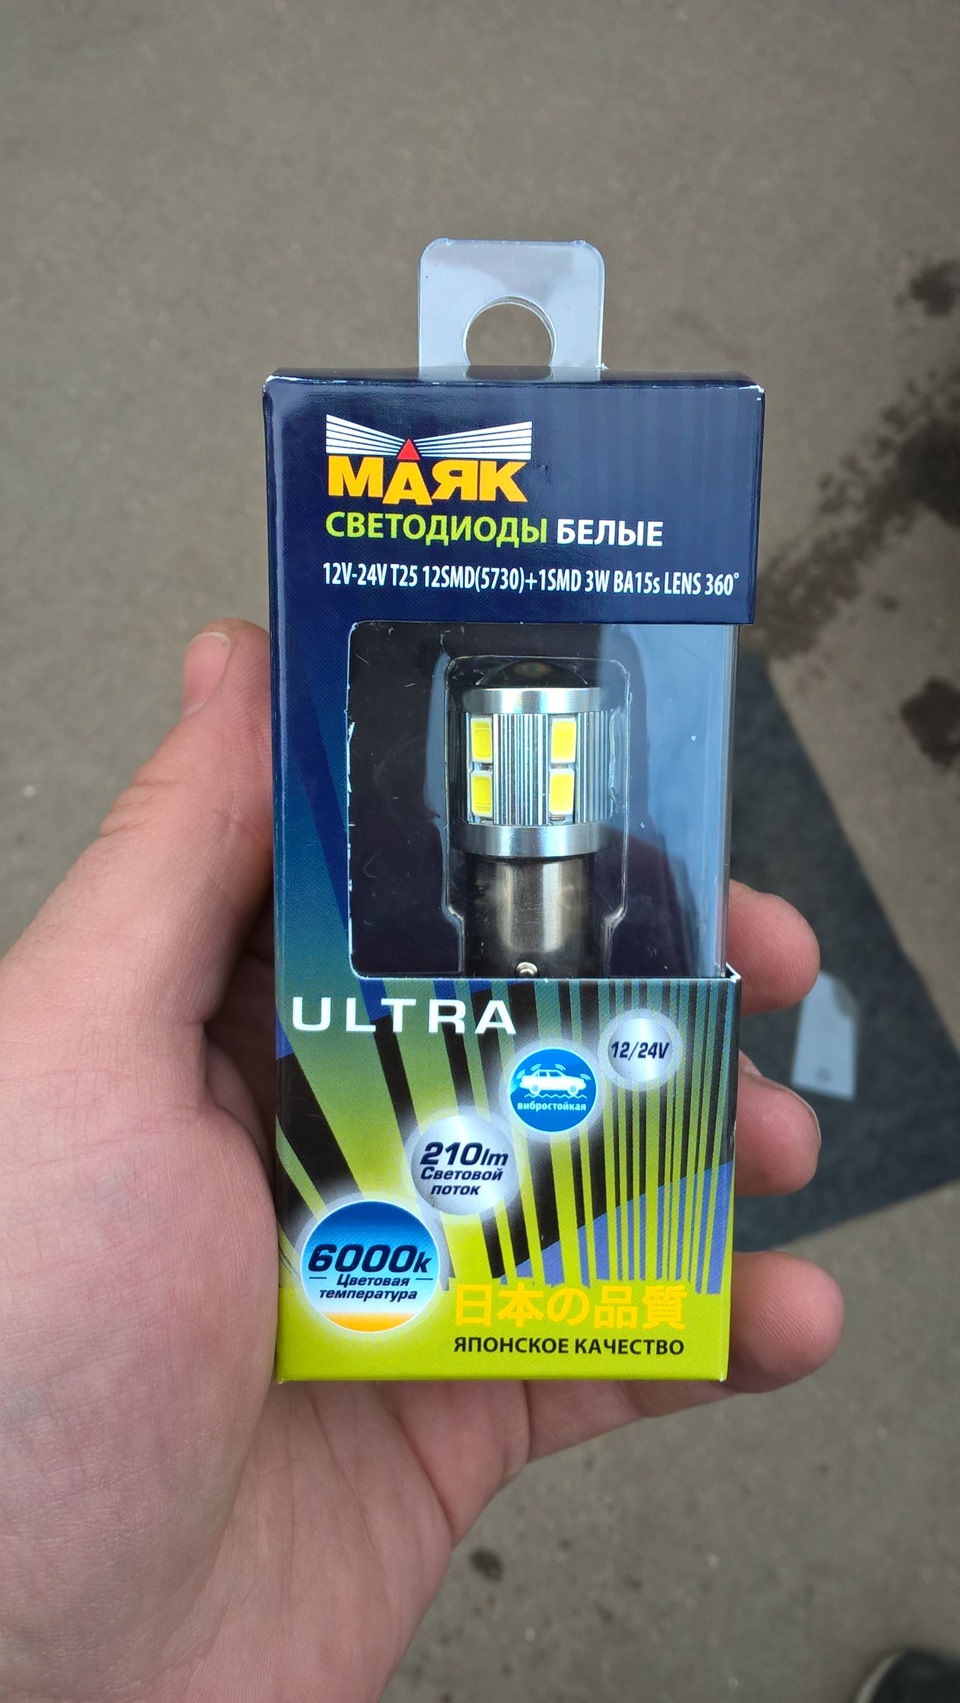 МАЯК
СВЕТОДИОДЫ БЕЛЫЕ
12V-24V T25 12SMD(5730)+1SMD 3W BA15s LENS 360°
ULTRA
12/24V
вибростойкая
210lm
Световой
поток
6000k
Цветовая
температура
日本の品質
ЯПОНСКОЕ КАЧЕСТВО